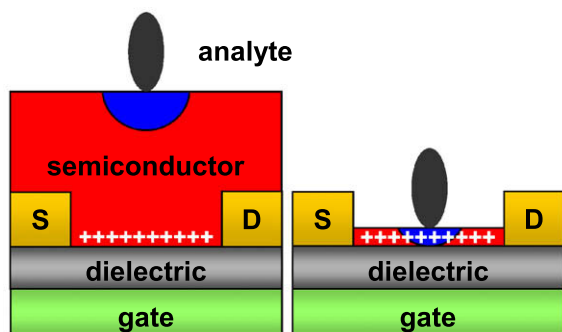 analyte
semiconductor
S
D
++++++++++
dielectric
gate
S
D
++++++++++
dielectric
gate